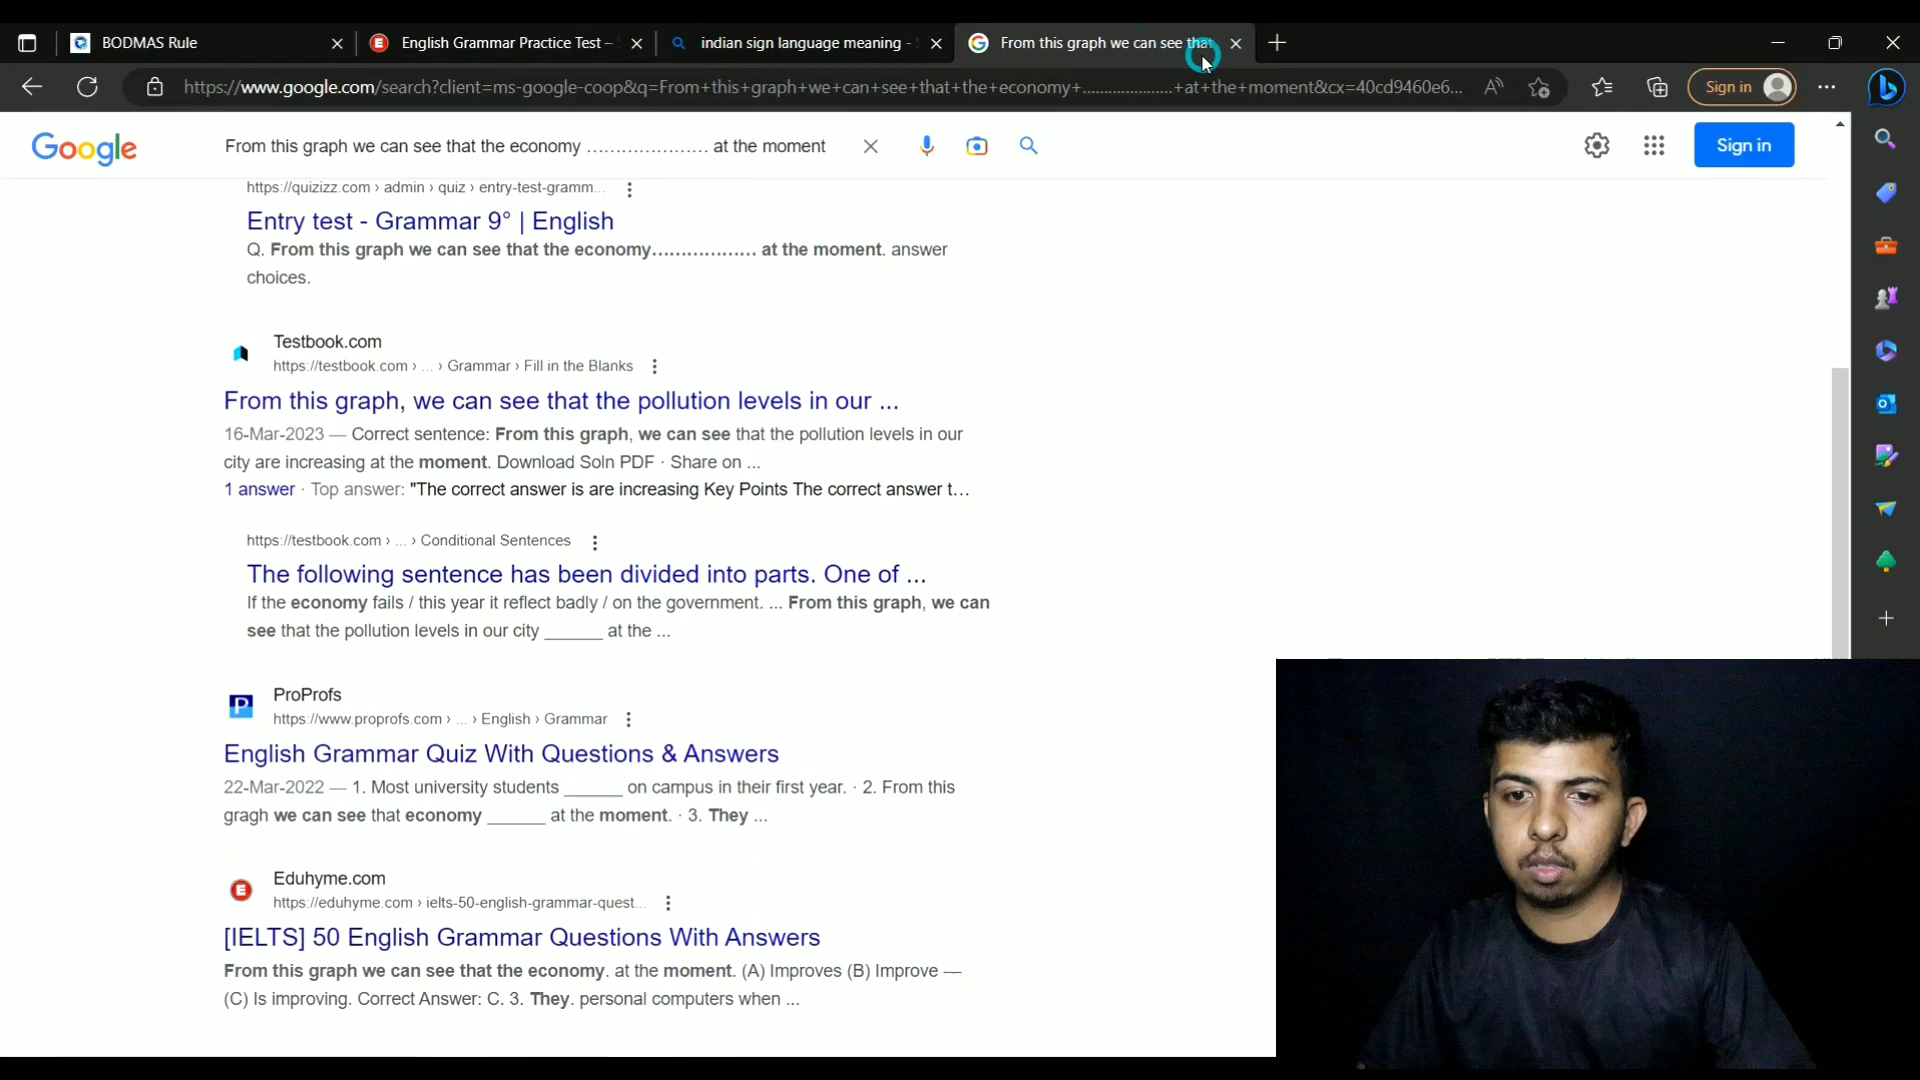 BODMAS Rule
English Grammar Practice Test –
indian sign language meaning -
From this graph we can see that
https://www.google.com/search?client=ms-google-coop&q=From+this+graph+we+can+see+that+the+economy+.....................+at+the+moment&cx=40cd9460e6...
Sign in
Google
From this graph we can see that the economy ..................... at the moment
Sign in
https://quizizz.com › admin › quiz › entry-test-gramm...
Entry test - Grammar 9° | English
Q. From this graph we can see that the economy.................. at the moment. answer
choices.
Testbook.com
https://testbook.com › ... › Grammar › Fill in the Blanks
From this graph, we can see that the pollution levels in our ...
16-Mar-2023 — Correct sentence: From this graph, we can see that the pollution levels in our
city are increasing at the moment. Download Soln PDF · Share on ...
1 answer · Top answer: "The correct answer is are increasing Key Points The correct answer t...
https://testbook.com › ... › Conditional Sentences
The following sentence has been divided into parts. One of ...
If the economy fails / this year it reflect badly / on the government. ... From this graph, we can
see that the pollution levels in our city ______ at the ...
ProProfs
https://www.proprofs.com › ... › English › Grammar
English Grammar Quiz With Questions & Answers
22-Mar-2022 — 1. Most university students ______ on campus in their first year. · 2. From this
gragh we can see that economy ______ at the moment. · 3. They ...
Eduhyme.com
https://eduhyme.com › ielts-50-english-grammar-quest...
[IELTS] 50 English Grammar Questions With Answers
From this graph we can see that the economy. at the moment. (A) Improves (B) Improve —
(C) Is improving. Correct Answer: C. 3. They. personal computers when ...